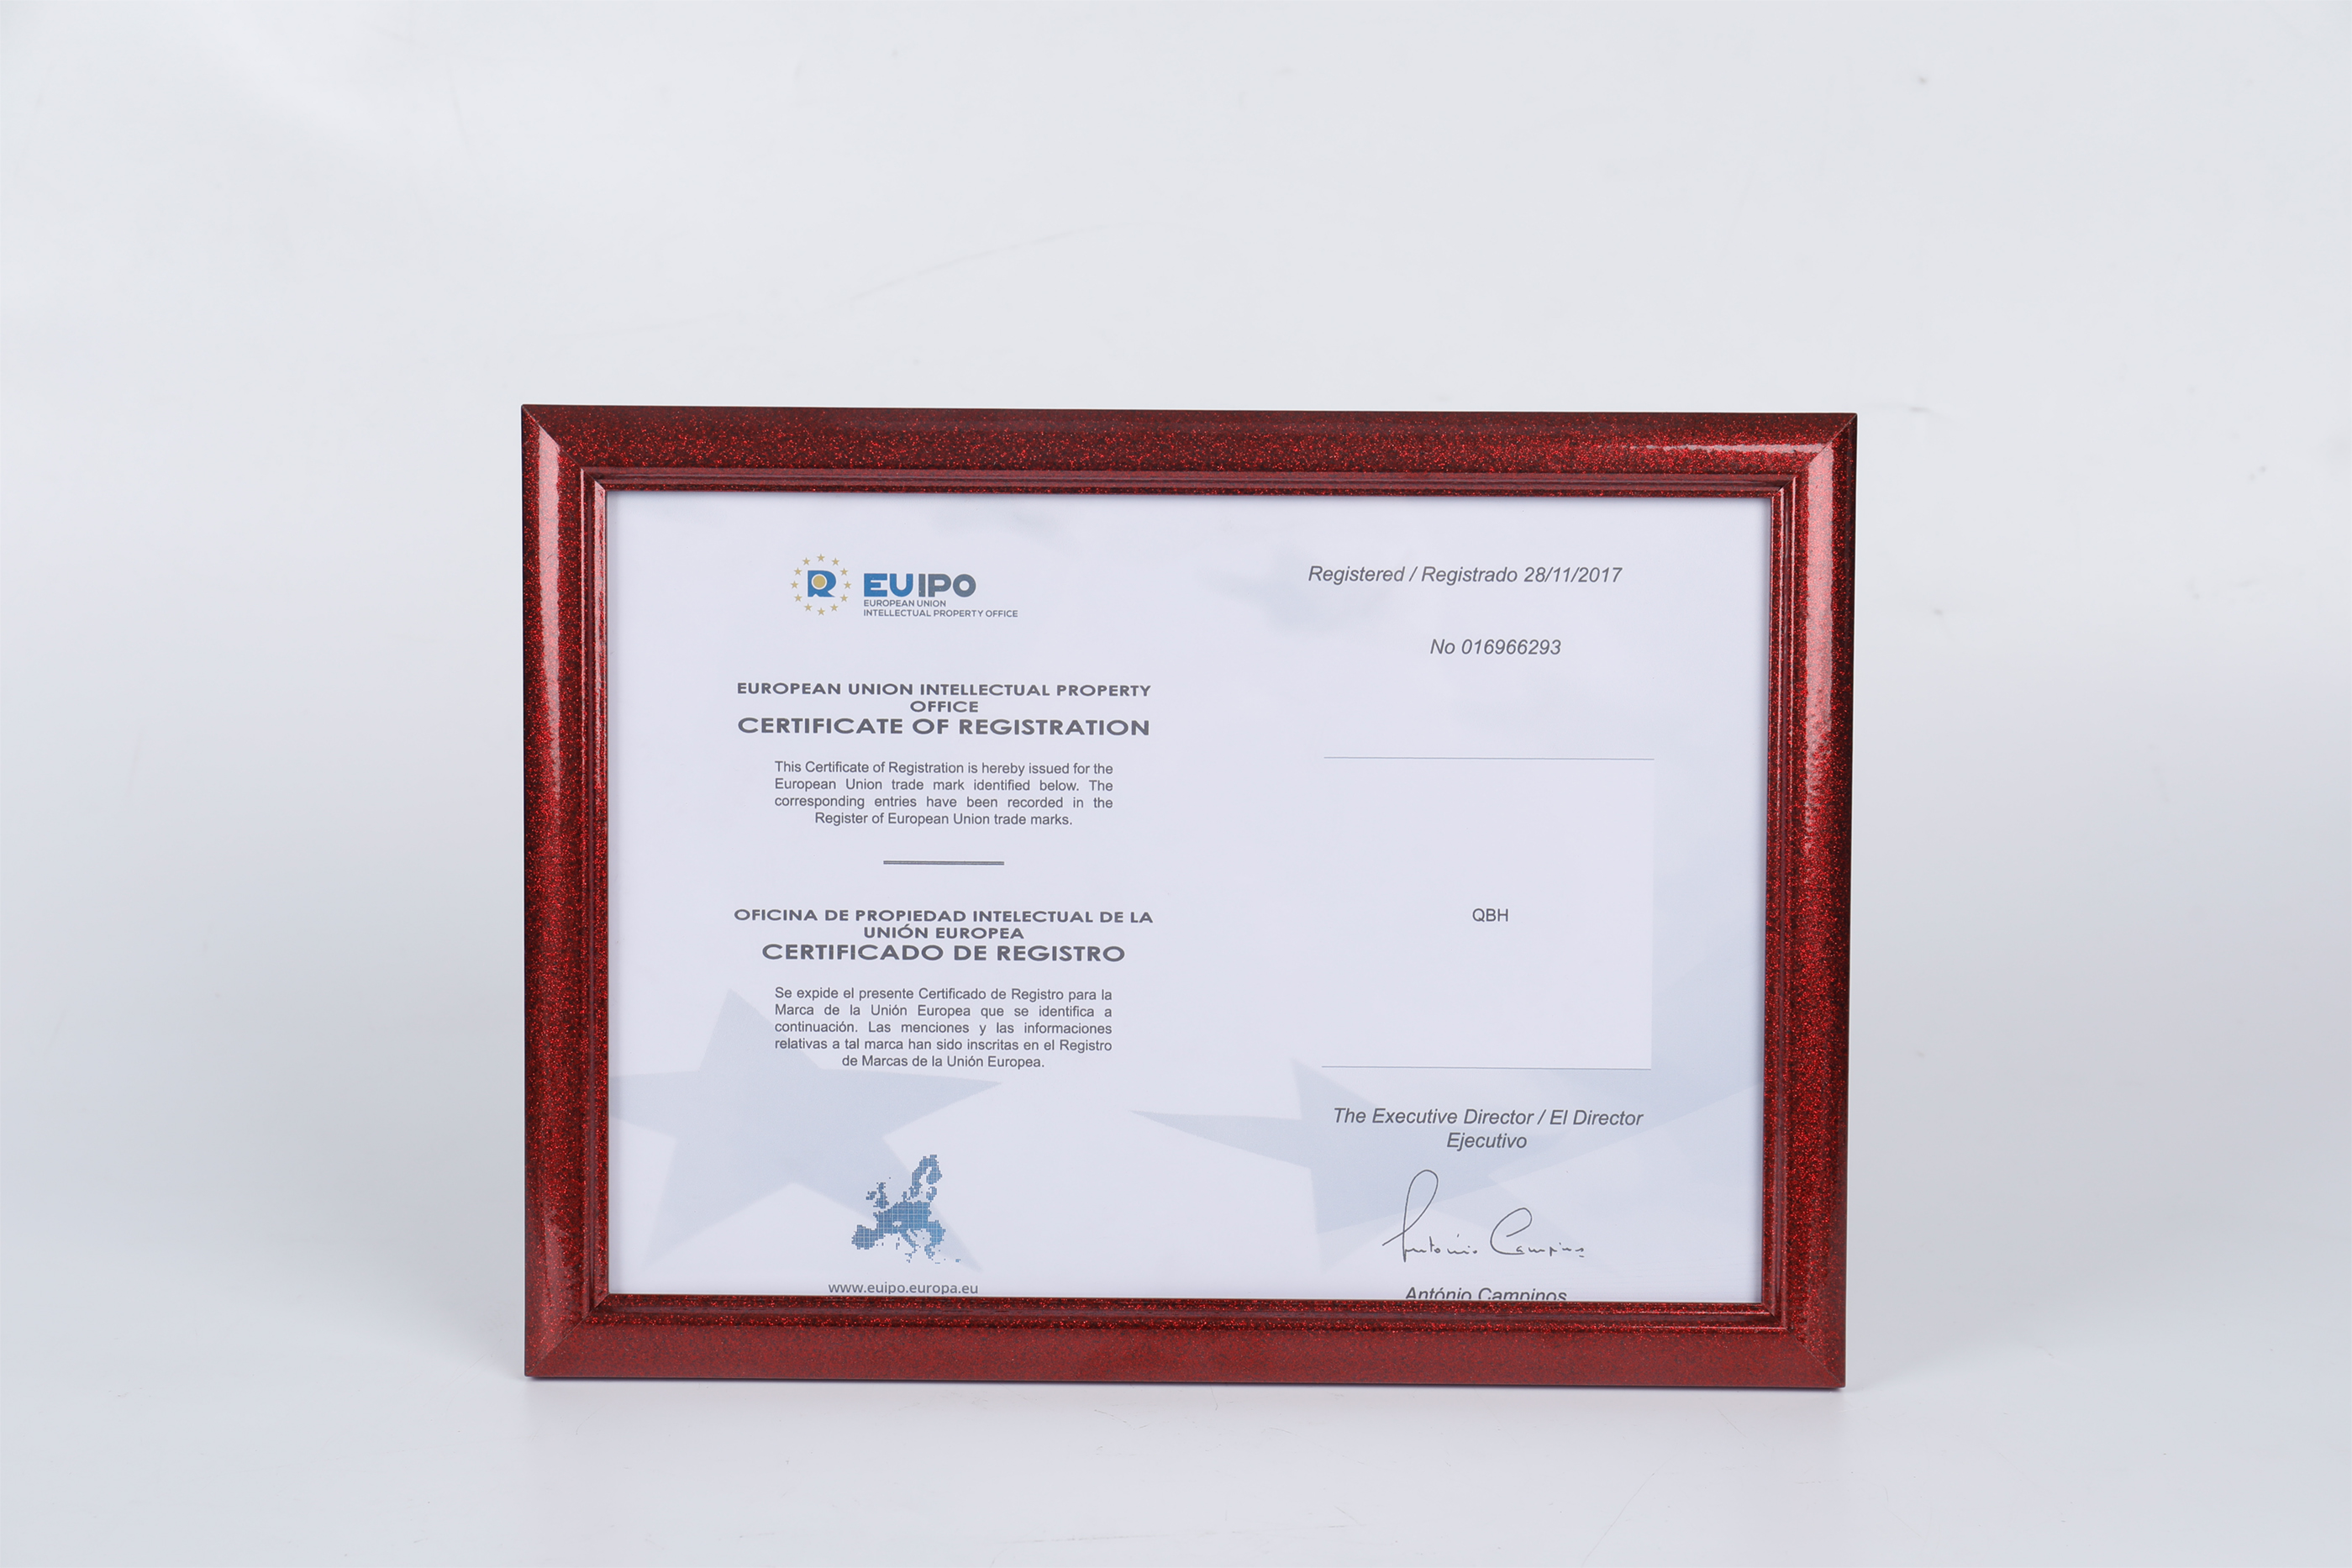 R EUIPO
EUROPEAN UNION
INTELLECTUAL PROPERTY OFFICE
EUROPEAN UNION INTELLECTUAL PROPERTY
OFFICE
CERTIFICATE OF REGISTRATION
This Certificate of Registration is hereby issued for the
European Union trade mark identified below. The
corresponding entries have been recorded in the
Register of European Union trade marks.
OFICINA DE PROPIEDAD INTELECTUAL DE LA
UNIÓN EUROPEA
CERTIFICADO DE REGISTRO
Se expide el presente Certificado de Registro para la
Marca de la Unión Europea que se identifica a
continuación. Las menciones y las informaciones
relativas a tal marca han sido inscritas en el Registro
de Marcas de la Unión Europea.
www.euipo.europa.eu
Registered / Registrado 28/11/2017
No 016966293
QBH
The Executive Director / El Director
Ejecutivo
António Campinos
António Campinos